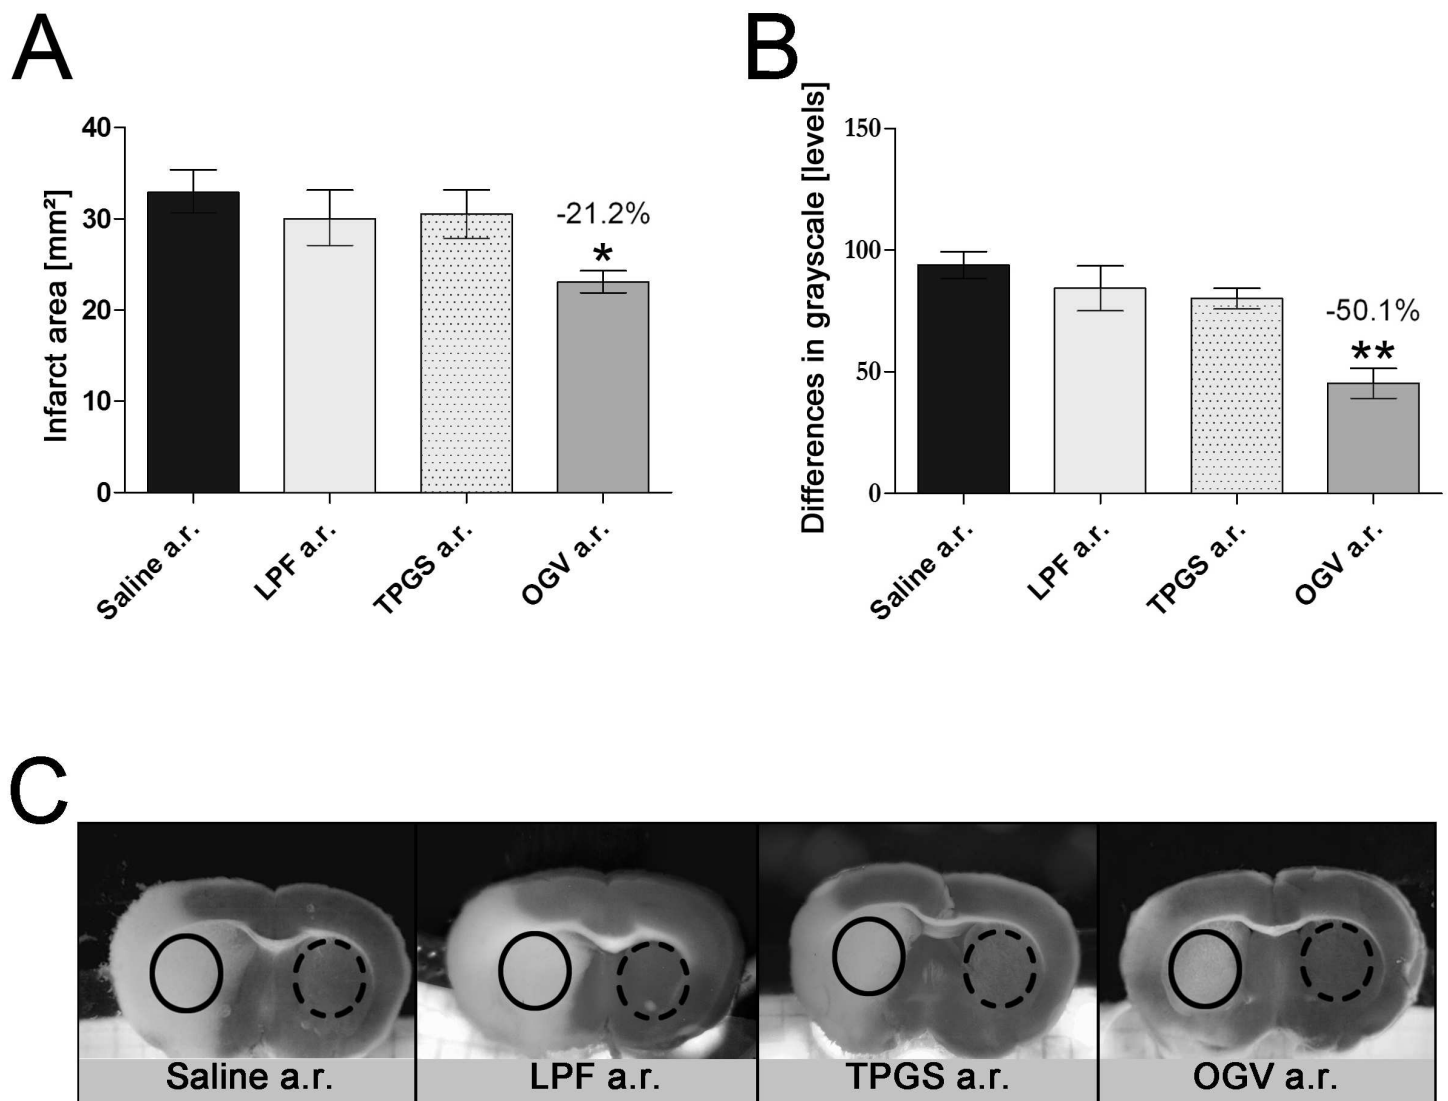 A
B
Infarct area [mm²]
40
30
20
10
0
-21.2%
*
Saline a.r.
LPF a.r.
TPGS a.r.
OGV a.r.
Differences in grayscale [levels]
150
100
50
0
-50.1%
**
Saline a.r.
LPF a.r.
TPGS a.r.
OGV a.r.
C
Saline a.r.
LPF a.r.
TPGS a.r.
OGV a.r.